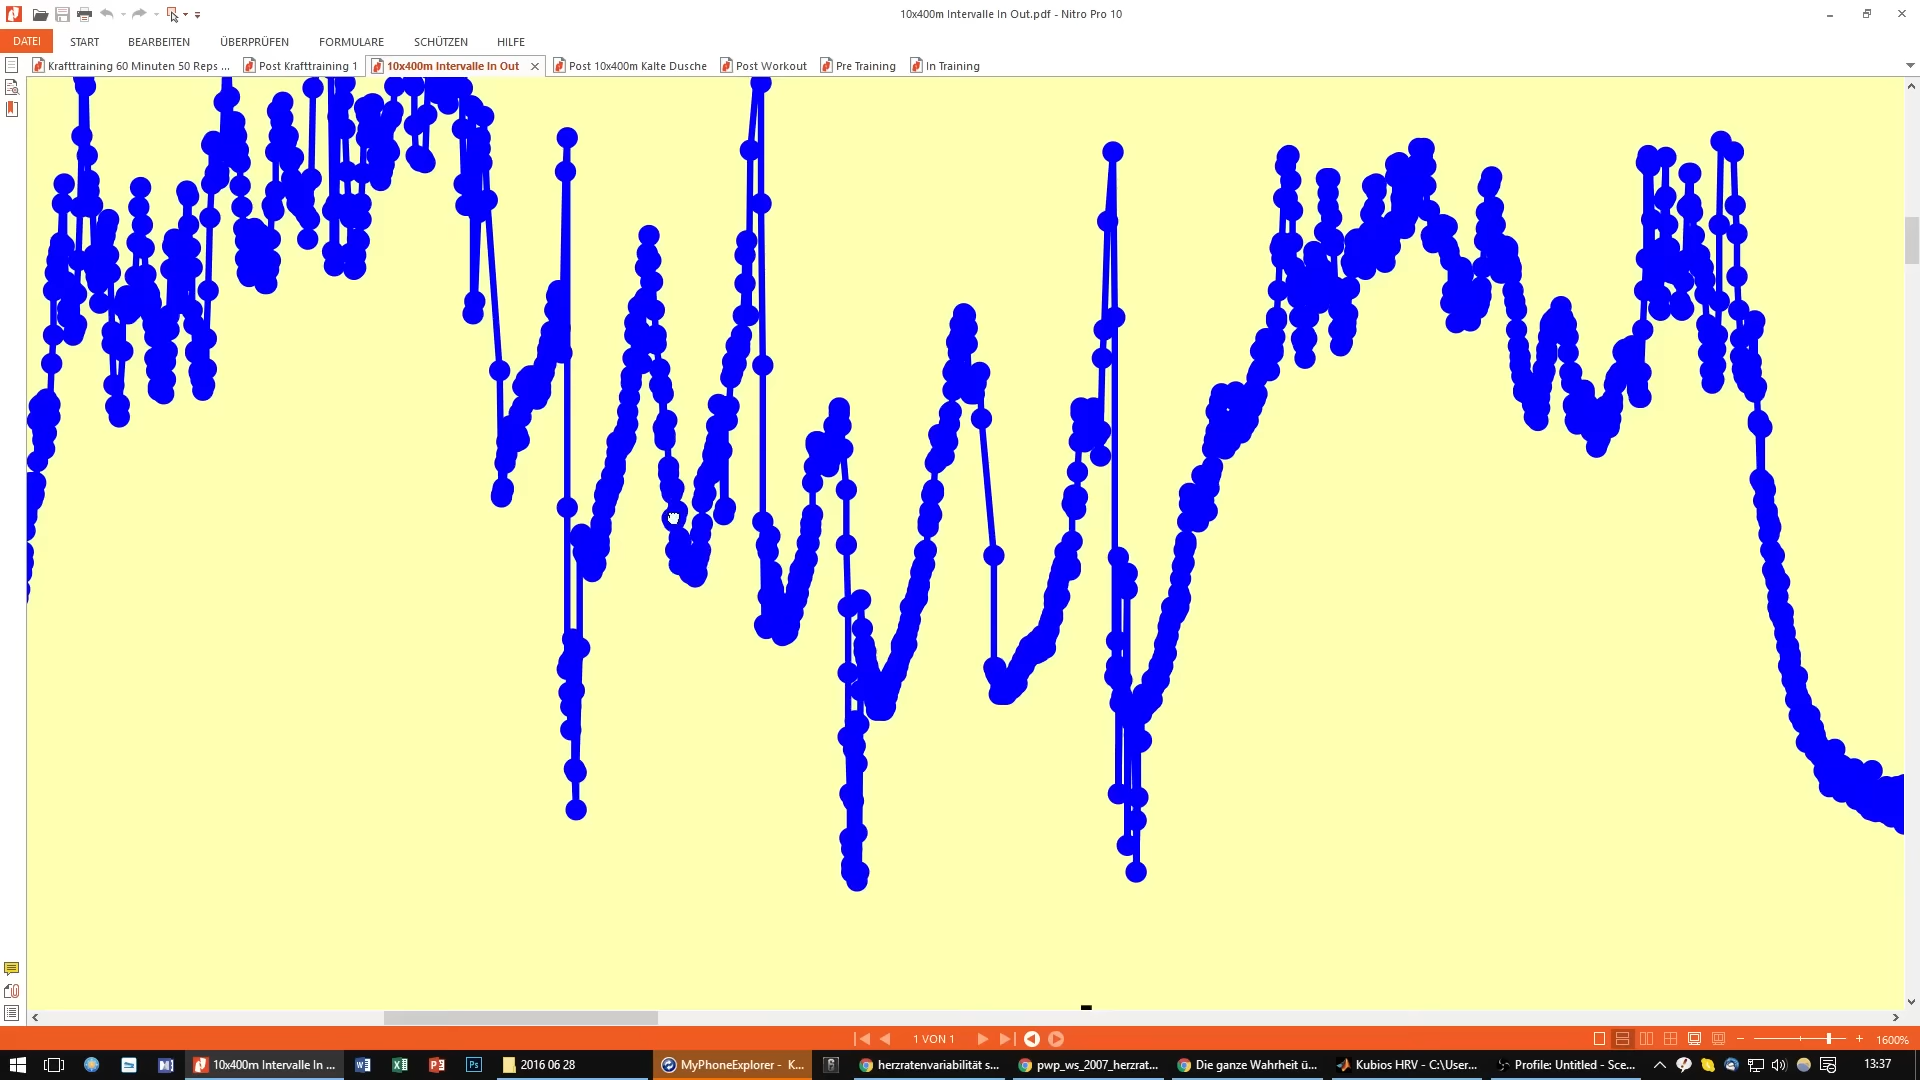 10x400m Intervalle In Out.pdf - Nitro Pro 10
DATEI START BEARBEITEN ÜBERPRÜFEN FORMULARE SCHÜTZEN HILFE
Krafttraining 60 Minuten 50 Reps ... Post Krafttraining 1 10x400m Intervalle In Out Post 10x400m Kalte Dusche Post Workout Pre Training In Training
1 VON 1
1600%
10x400m Intervalle In ... 2016 06 28 MyPhoneExplorer - K... herzratenvariabilität s... pwp_ws_2007_herzrat... Die ganze Wahrheit ü... Kubios HRV - C:\User... Profile: Untitled - Sce... 13:37